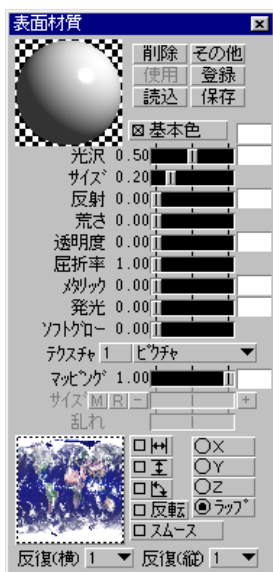 表面材質
削除 その他
使用 登録
読込 保存
基本色
光沢 0.50
サイズ 0.20
反射 0.00
荒さ 0.00
透明度 0.00
屈折率 1.00
メタリック 0.00
発光 0.00
ソフトグロー 0.00
テクスチャ 1 ピクチャ
マッピング 1.00
サイズ M R - +
乱れ
X
Y
Z
反転 ラップ
スムース
反復(横) 1 反復(縦) 1